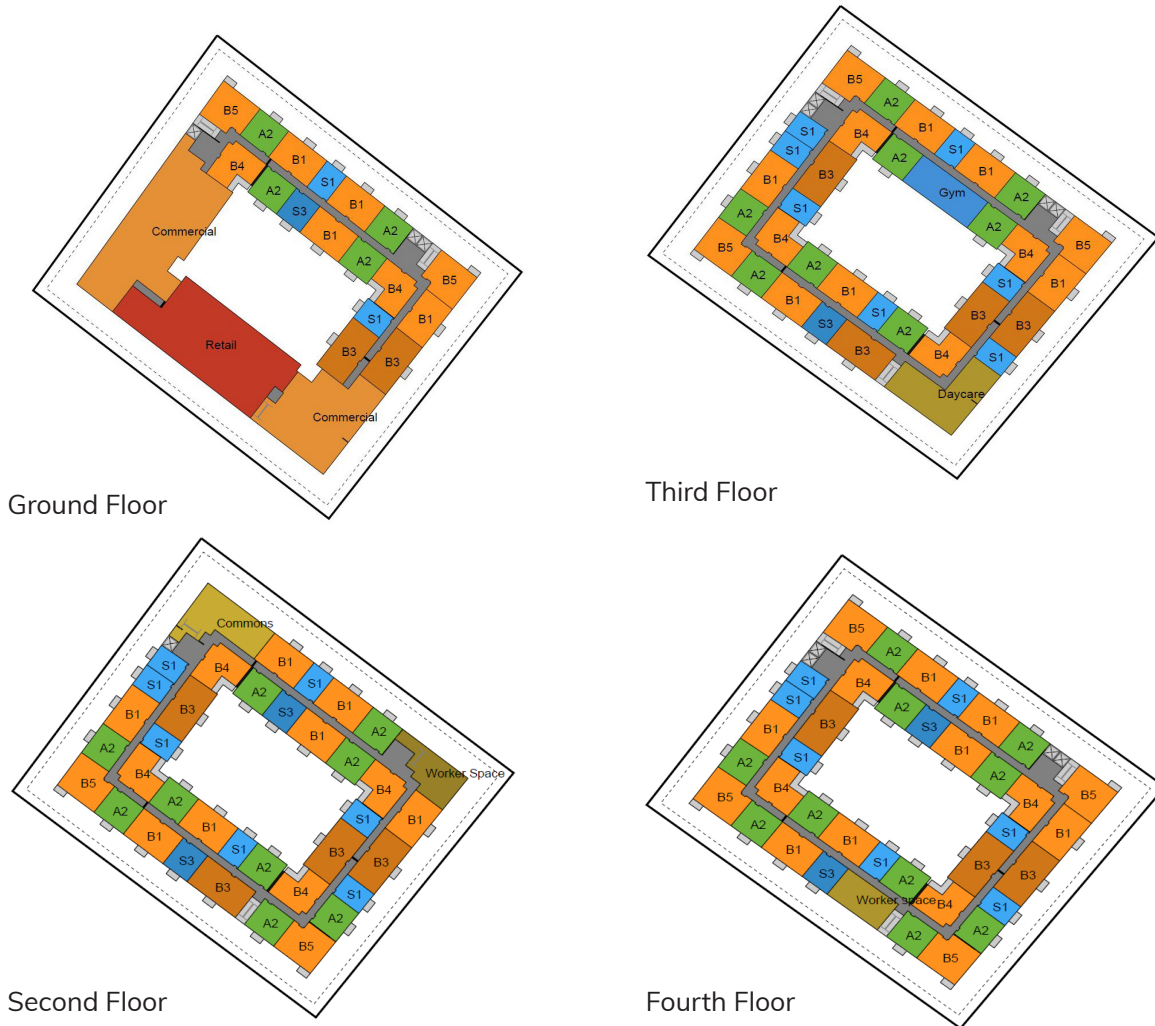 B5
A2
B1
B4
S1
A2
B1
S3
A2
Commercial
B1
A2
B5
B4
S1
B1
Retail
B3
B3
Commercial
Ground Floor
B5
A2
S1
B4
B1
S1
A2
S1
B3
B1
B1
Gym
A2
S1
A2
A2
B5
B4
B4
B5
A2
S1
B1
A2
B1
B3
B3
B1
S1
S3
A2
B3
B4
S1
Daycare
Third Floor
Commons
B1
S1
B4
S1
S1
A2
B1
B3
B1
S3
A2
A2
S1
B1
A2
Worker Space
B4
B5
B4
A2
A2
S1
B1
B1
B1
S1
B3
B3
S3
A2
B3
B4
S1
A2
A2
B5
Second Floor
B5
A2
S1
B4
B1
S1
S1
A2
B3
B1
S3
B1
B1
A2
S1
A2
A2
B5
B4
B4
B5
A2
S1
B1
A2
B1
B1
S1
B3
B3
S3
A2
Worker space
B4
S1
A2
A2
B5
Fourth Floor